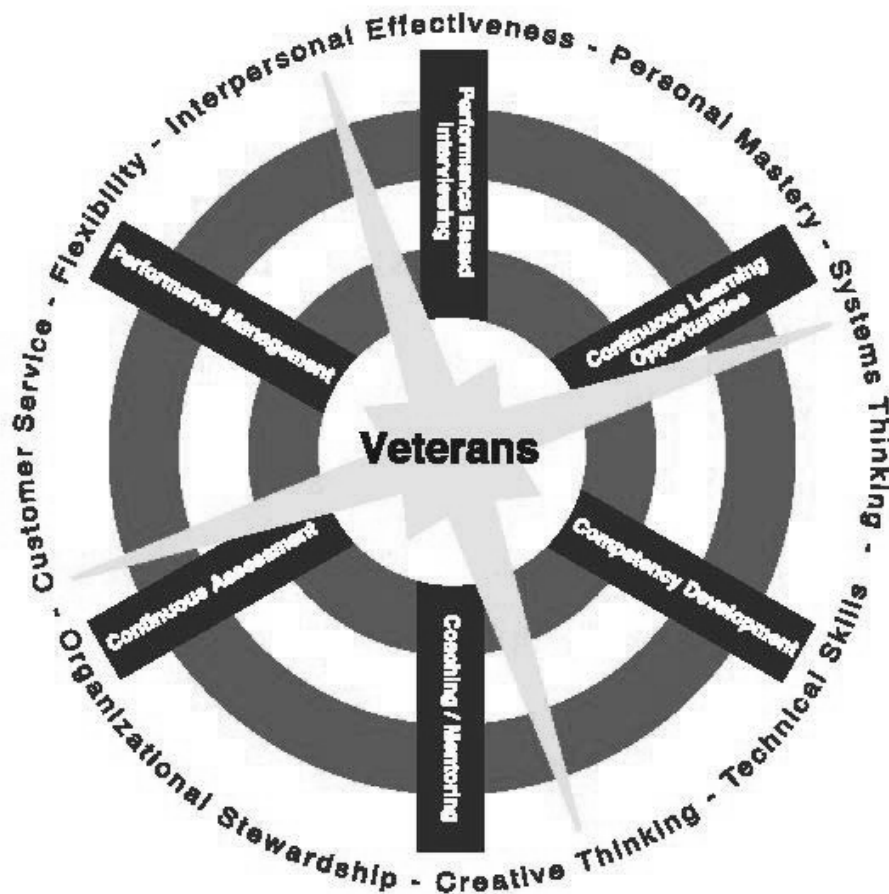 Interpersonal Effectiveness - Personal Mastery - Systems Thinking - Technical Skills - Creative Thinking - Organizational Stewardship - Customer Service - Flexibility -
Performance Based
Interviewing
Continuous Learning
Opportunities
Competency Development
Coaching / Mentoring
Continuous Assessment
Performance Management
Veterans